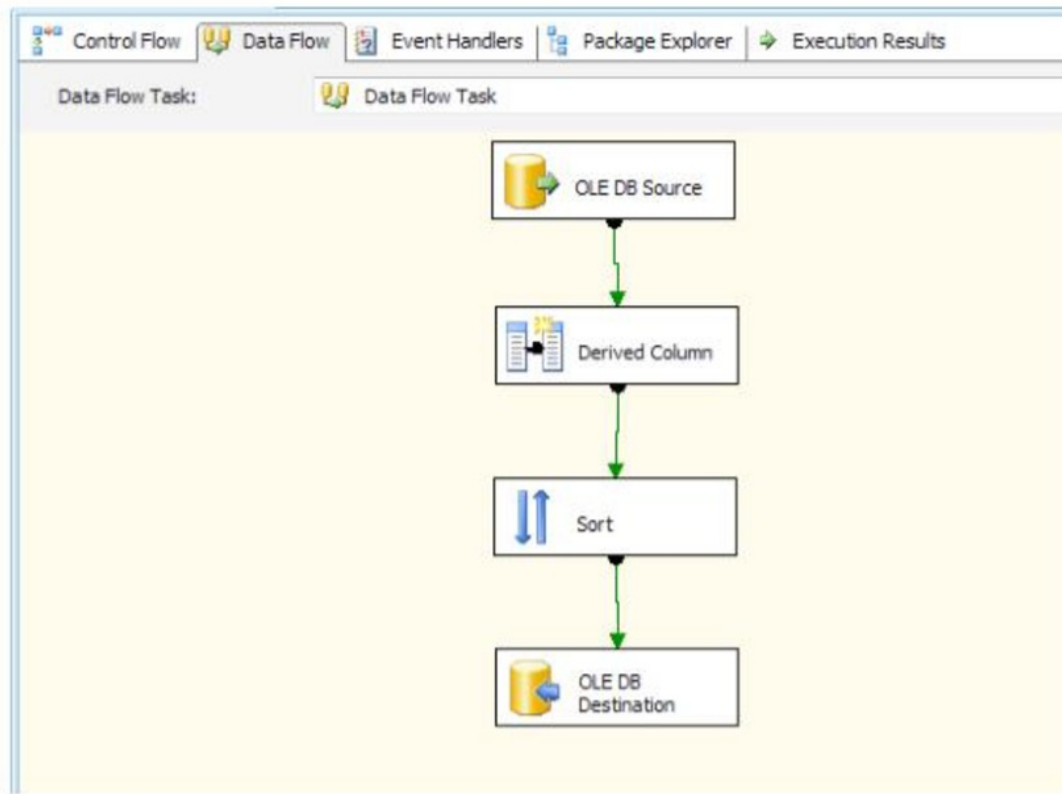 Control Flow Data Flow Event Handlers Package Explorer Execution Results
Data Flow Task: Data Flow Task
OLE DB Source
Derived Column
Sort
OLE DB
Destination